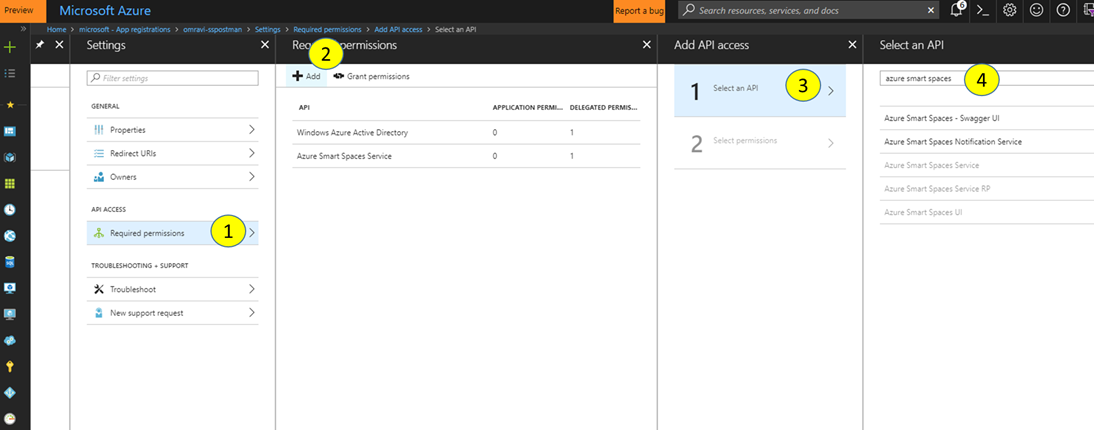 Preview
Microsoft Azure
Report a bug
Search resources, services, and docs
6
Home > microsoft - App registrations > omravi-sspostman > Settings > Required permissions > Add API access > Select an API
Settings
Filter settings
GENERAL
Properties
Redirect URIs
Owners
API ACCESS
Required permissions
1
TROUBLESHOOTING + SUPPORT
Troubleshoot
New support request
Required permissions
2
Add
Grant permissions
API APPLICATION PERMI... DELEGATED PERMIS...
Windows Azure Active Directory 0 1
Azure Smart Spaces Service 0 1
Add API access
1 Select an API
3
2 Select permissions
Select an API
azure smart spaces
4
Azure Smart Spaces - Swagger UI
Azure Smart Spaces Notification Service
Azure Smart Spaces Service
Azure Smart Spaces Service RP
Azure Smart Spaces UI